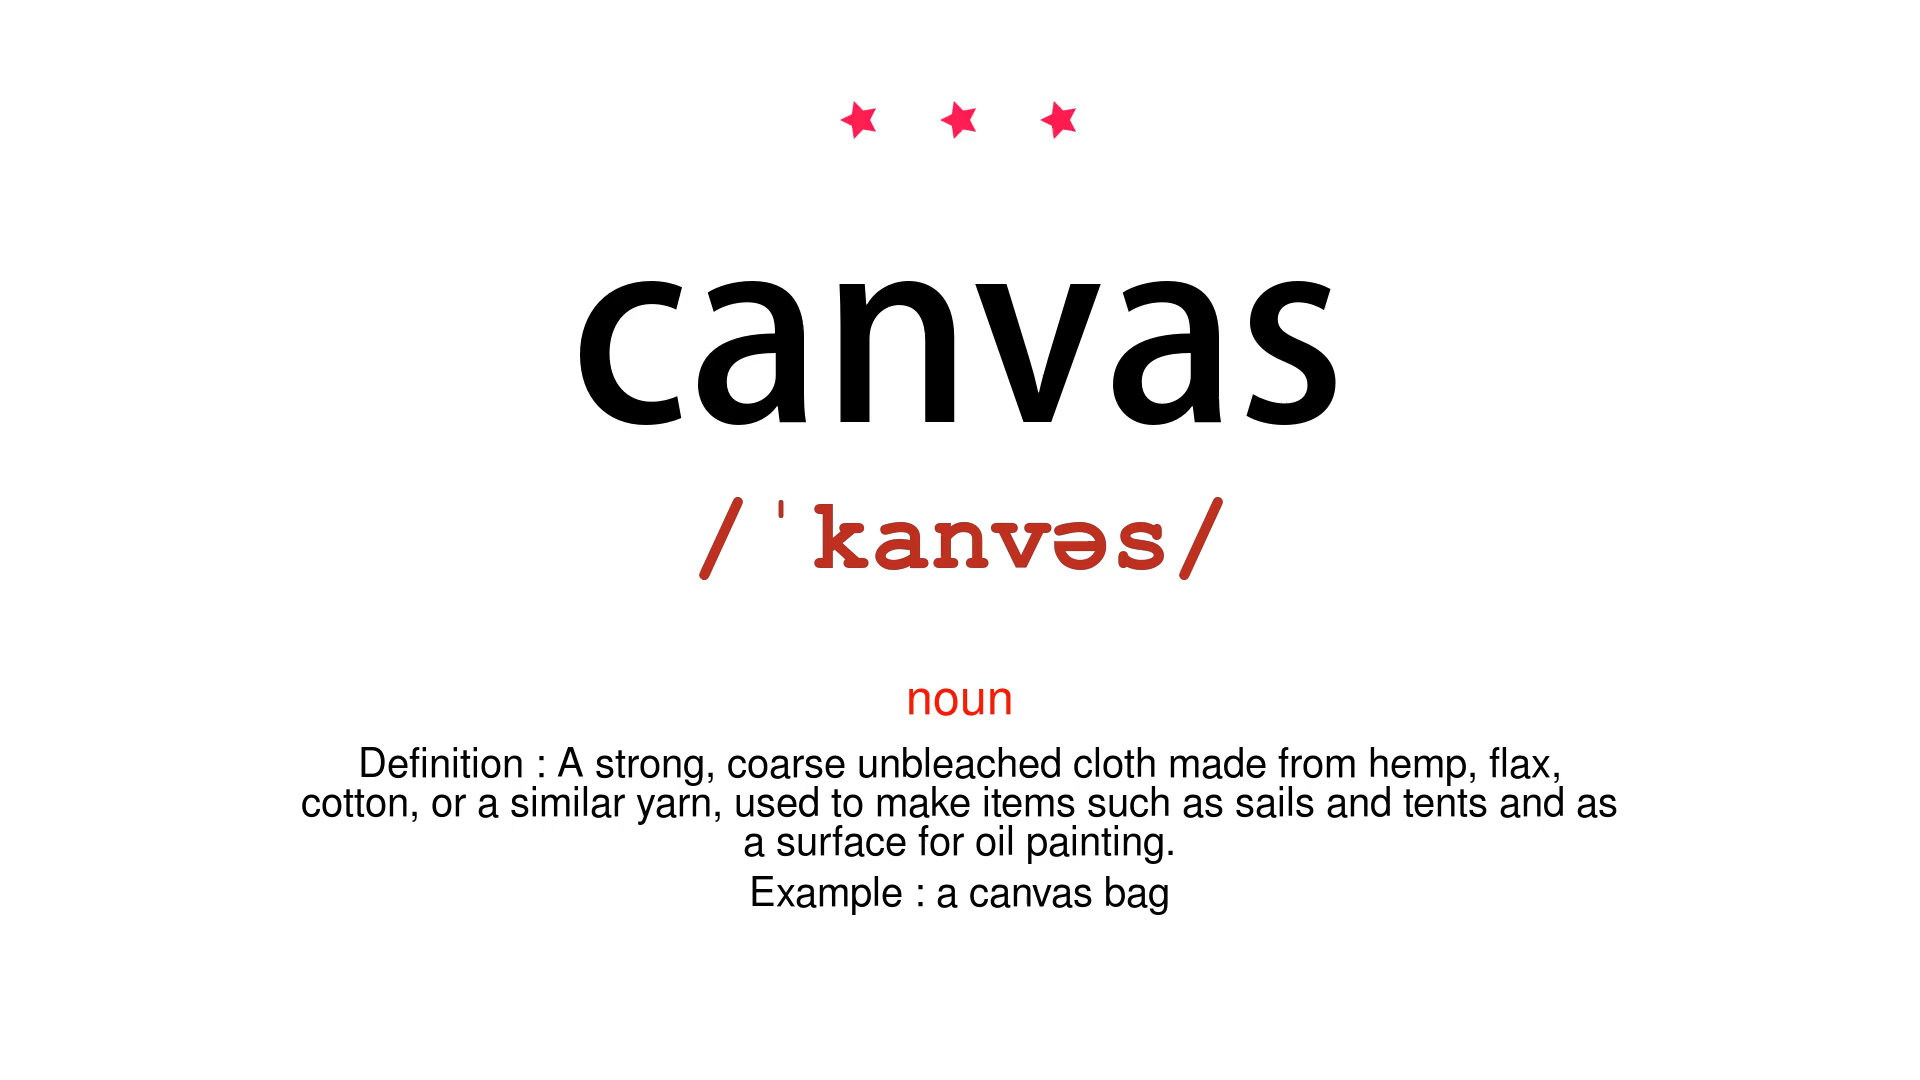 canvas
/ˈkanvəs/
noun
Definition : A strong, coarse unbleached cloth made from hemp, flax,
cotton, or a similar yarn, used to make items such as sails and tents and as
a surface for oil painting.
Example : a canvas bag